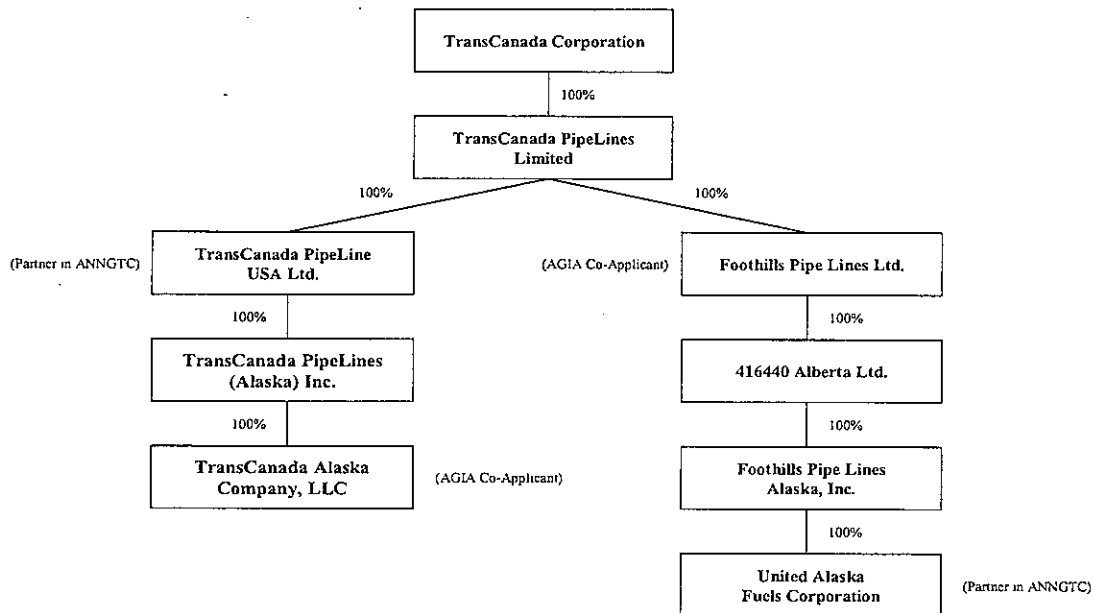 TransCanada Corporation
100%
TransCanada PipeLines
Limited
100%
100%
(Partner in ANNGTC)
TransCanada PipeLine
USA Ltd.
(AGIA Co-Applicant)
Foothills Pipe Lines Ltd.
100%
100%
TransCanada PipeLines
(Alaska) Inc.
416440 Alberta Ltd.
100%
100%
TransCanada Alaska
Company, LLC
(AGIA Co-Applicant)
Foothills Pipe Lines
Alaska, Inc.
100%
United Alaska
Fuels Corporation
(Partner in ANNGTC)